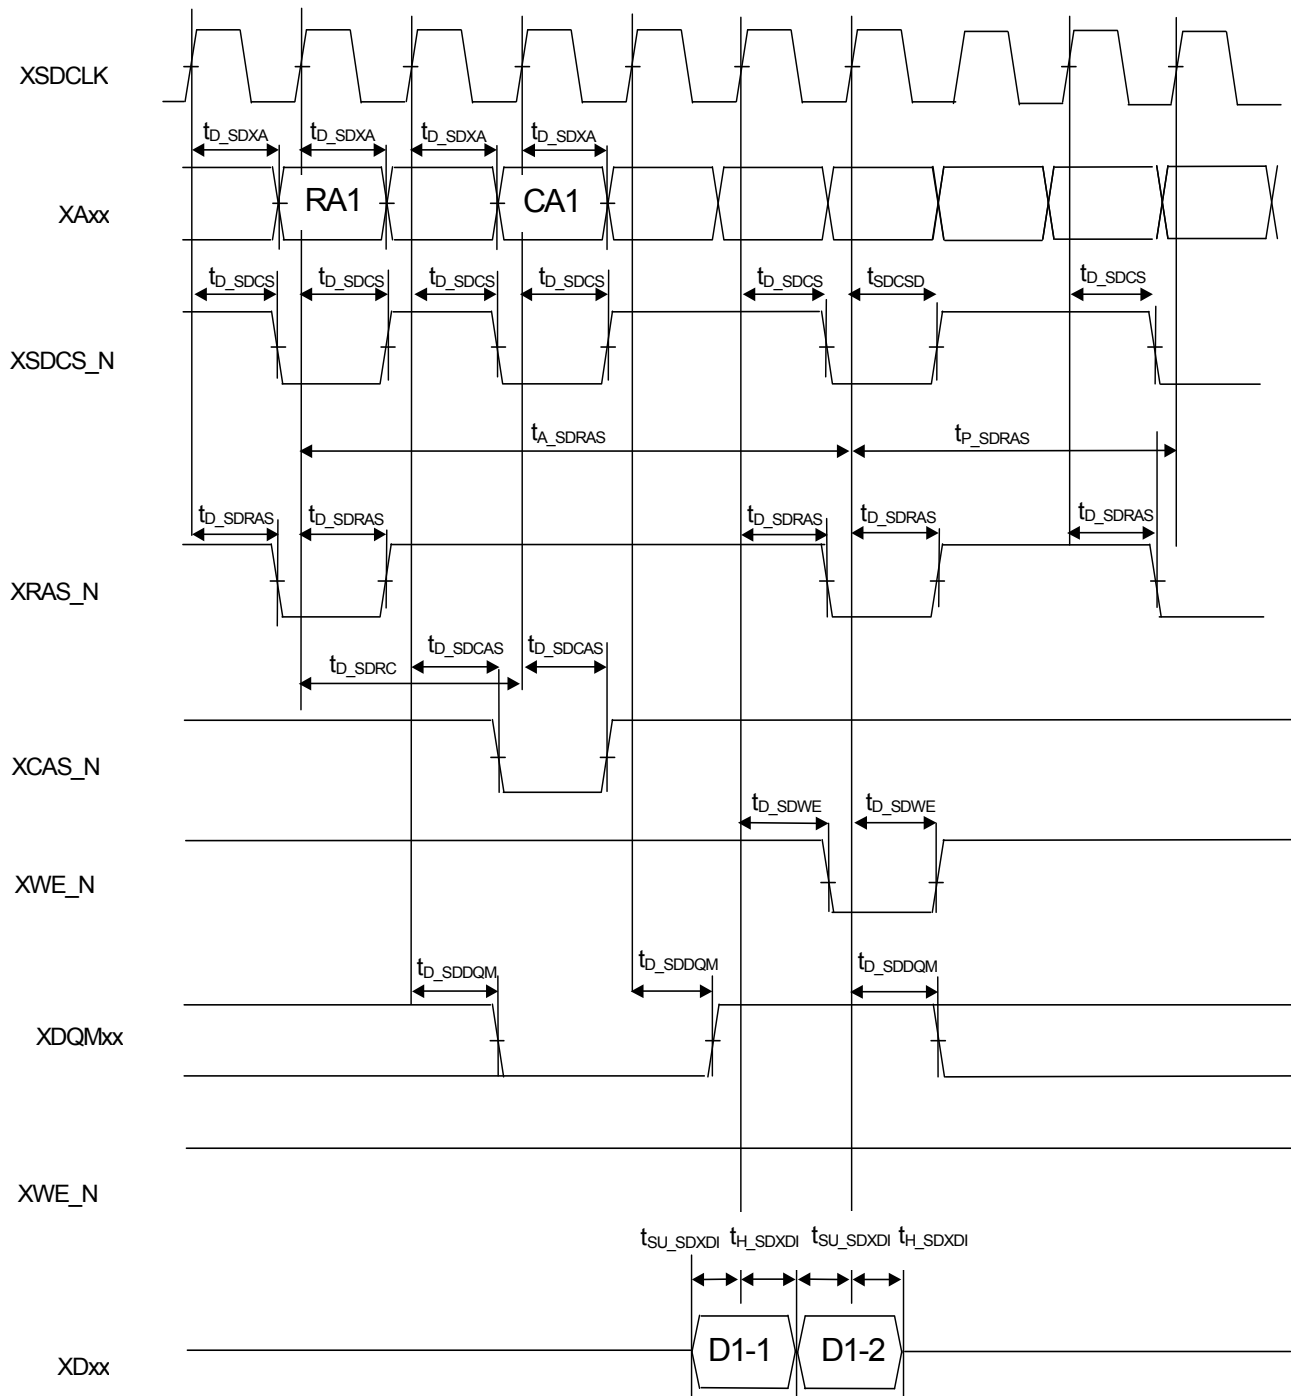 XSDCLK
tD_SDXA tD_SDXA tD_SDXA tD_SDXA
XAxx RA1 CA1
tD_SDCS tD_SDCS tD_SDCS tD_SDCS tD_SDCS tSDCSD tD_SDCS
XSDCS_N
tA_SDRAS tP_SDRAS
tD_SDRAS tD_SDRAS tD_SDRAS tD_SDRAS tD_SDRAS
XRAS_N
tD_SDRC tD_SDCAS tD_SDCAS
XCAS_N
tD_SDWE tD_SDWE
XWE_N
tD_SDDQM tD_SDDQM tD_SDDQM
XDQMxx
XWE_N
tSU_SDXDI tH_SDXDI tSU_SDXDI tH_SDXDI
XDxx D1-1 D1-2